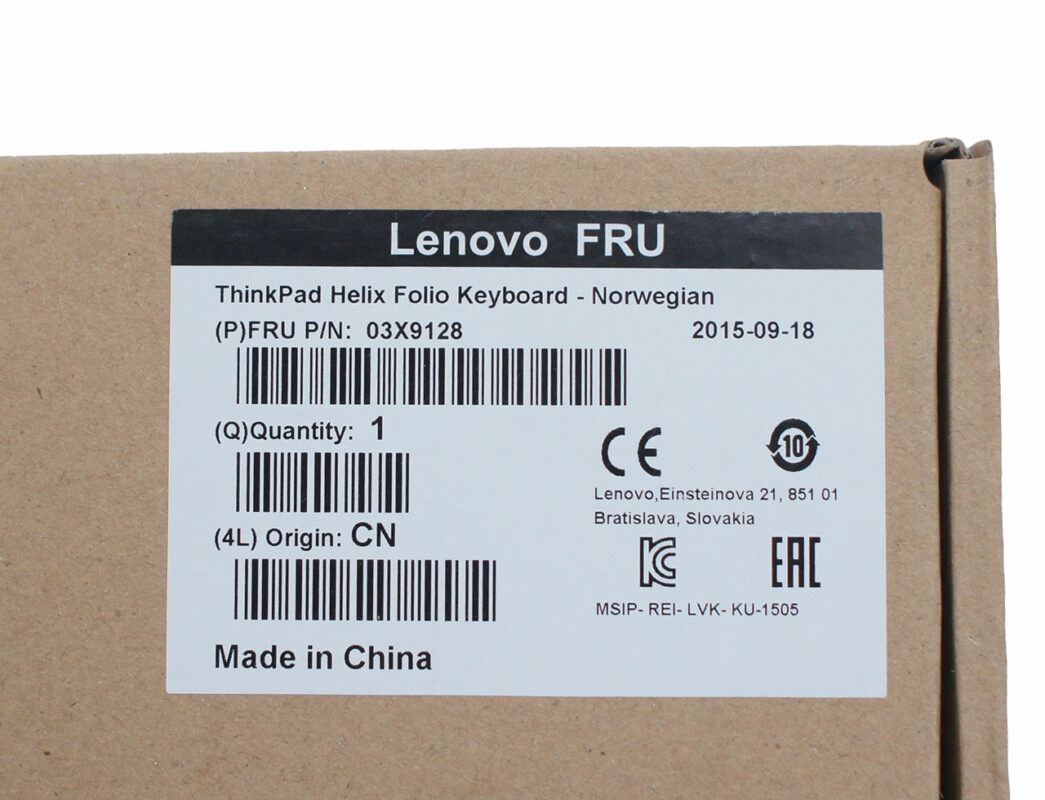 Lenovo FRU
ThinkPad Helix Folio Keyboard - Norwegian
(P)FRU P/N: 03X9128 2015-09-18
(Q)Quantity: 1
CE 10
Lenovo,Einsteinova 21, 851 01
Bratislava, Slovakia
(4L) Origin: CN
KC EAC
MSIP- REI- LVK- KU-1505
Made in China